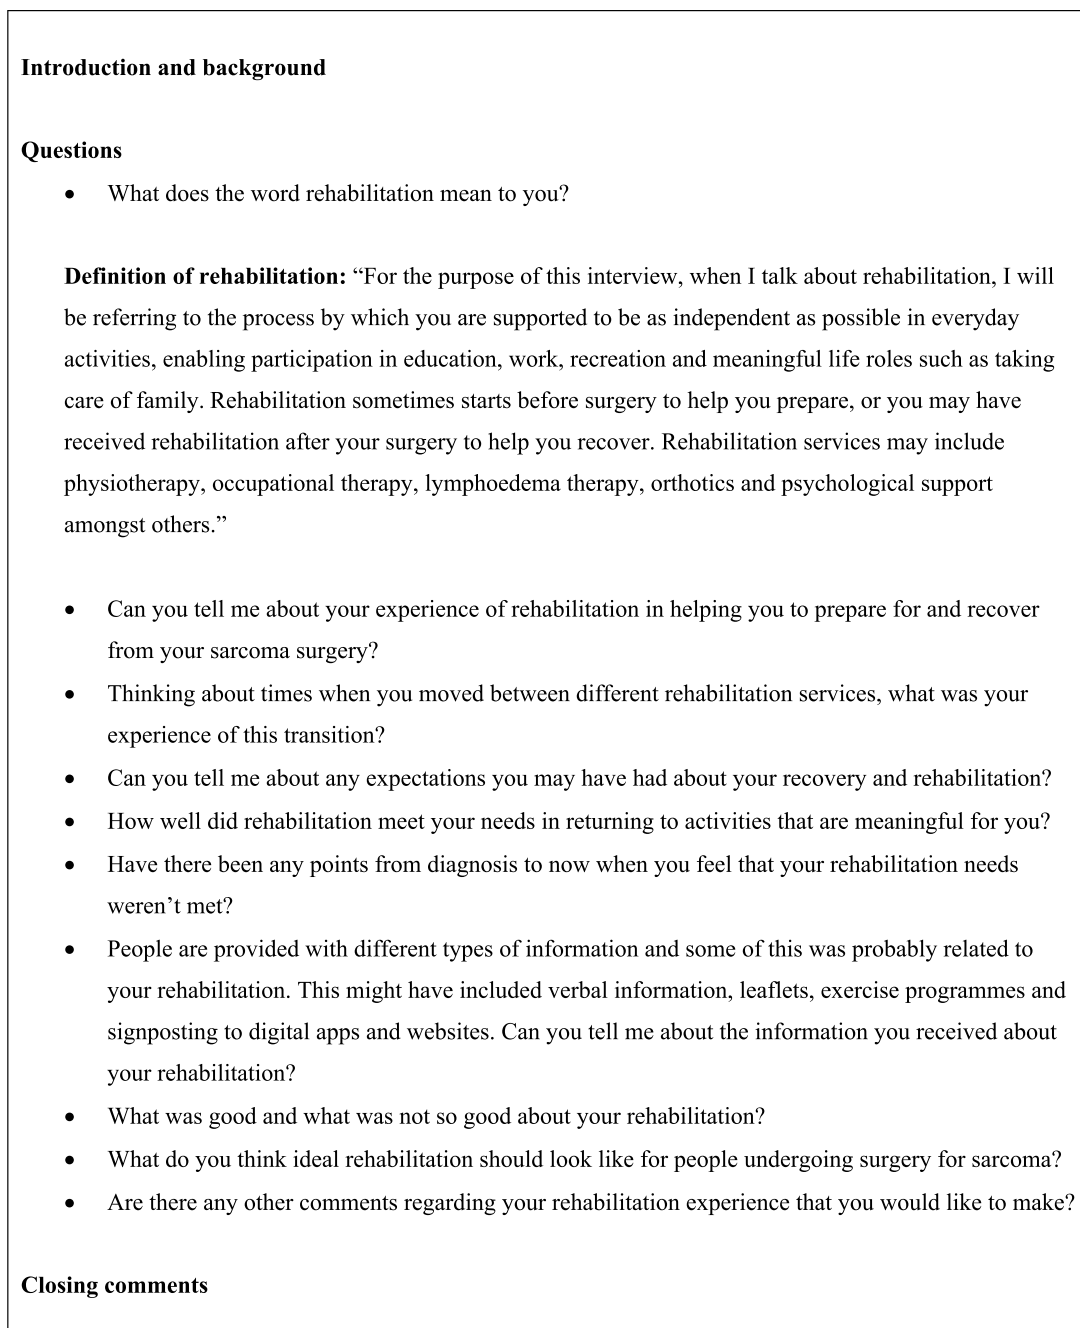 Introduction and background
Questions
• What does the word rehabilitation mean to you?
Definition of rehabilitation: “For the purpose of this interview, when I talk about rehabilitation, I will
be referring to the process by which you are supported to be as independent as possible in everyday
activities, enabling participation in education, work, recreation and meaningful life roles such as taking
care of family. Rehabilitation sometimes starts before surgery to help you prepare, or you may have
received rehabilitation after your surgery to help you recover. Rehabilitation services may include
physiotherapy, occupational therapy, lymphoedema therapy, orthotics and psychological support
amongst others.”
• Can you tell me about your experience of rehabilitation in helping you to prepare for and recover
from your sarcoma surgery?
• Thinking about times when you moved between different rehabilitation services, what was your
experience of this transition?
• Can you tell me about any expectations you may have had about your recovery and rehabilitation?
• How well did rehabilitation meet your needs in returning to activities that are meaningful for you?
• Have there been any points from diagnosis to now when you feel that your rehabilitation needs
weren’t met?
• People are provided with different types of information and some of this was probably related to
your rehabilitation. This might have included verbal information, leaflets, exercise programmes and
signposting to digital apps and websites. Can you tell me about the information you received about
your rehabilitation?
• What was good and what was not so good about your rehabilitation?
• What do you think ideal rehabilitation should look like for people undergoing surgery for sarcoma?
• Are there any other comments regarding your rehabilitation experience that you would like to make?
Closing comments